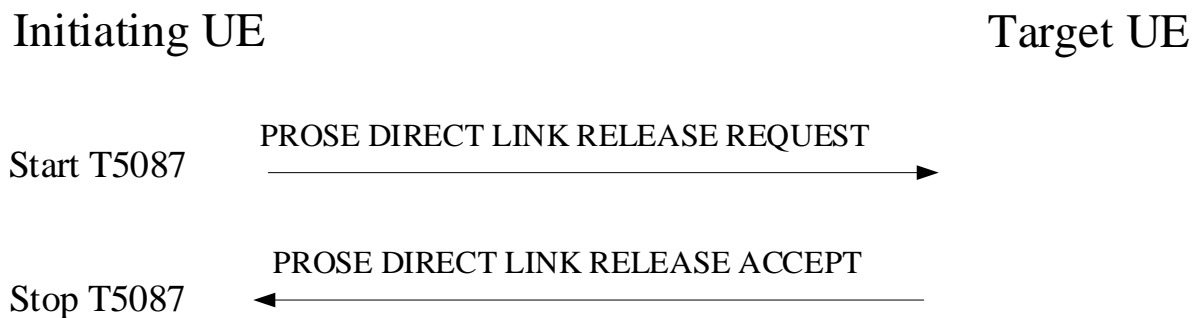 Initiating UE
Target UE
PROSE DIRECT LINK RELEASE REQUEST
Start T5087
PROSE DIRECT LINK RELEASE ACCEPT
Stop T5087